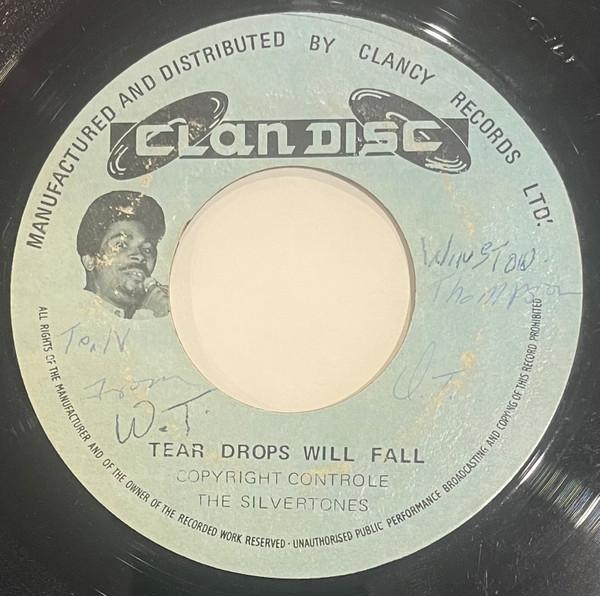 MANUFACTURED AND DISTRIBUTED BY CLANCY RECORDS LTD.
CLAN DISC
WINSTON
Thompson
W.T.
TEAR DROPS WILL FALL
COPYRIGHT CONTROLE
THE SILVERTONES
ALL RIGHTS OF THE MANUFACTURER AND OF THE OWNER OF THE RECORDED WORK RESERVED · UNAUTHORISED PUBLIC PERFORMANCE BROADCASTING AND COPYING OF THIS RECORD PROHIBITED